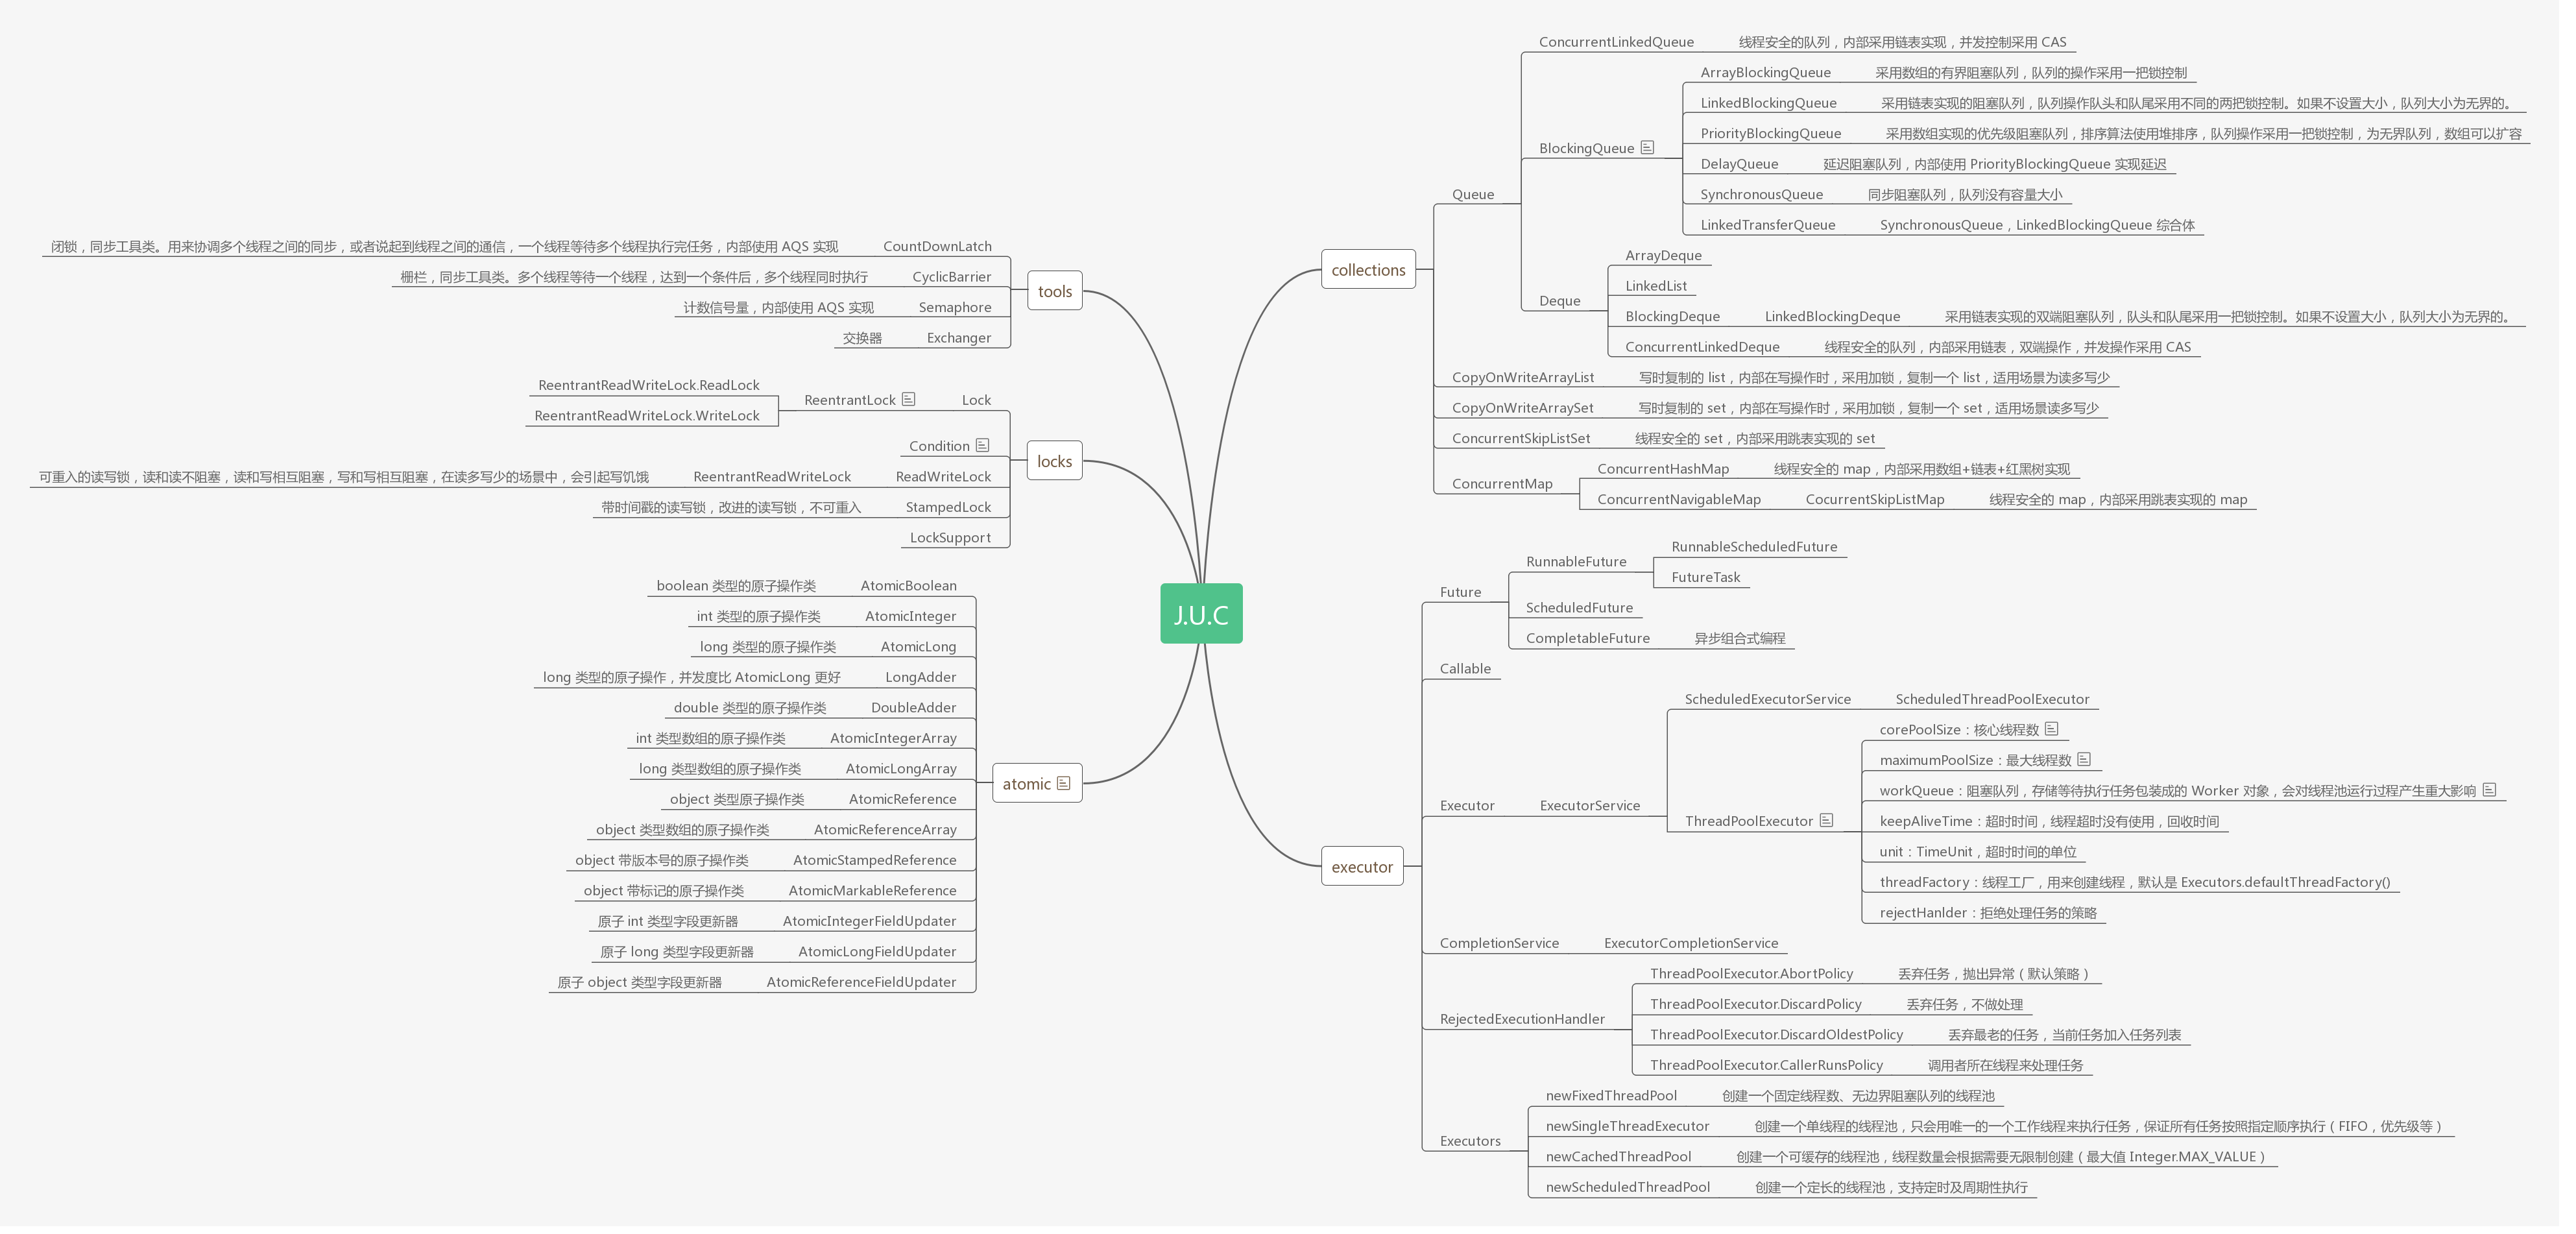 J.U.C
tools
CountDownLatch
闭锁，同步工具类。用来协调多个线程之间的同步，或者说起到线程之间的通信，一个线程等待多个线程执行完任务，内部使用 AQS 实现
CyclicBarrier
栅栏，同步工具类。多个线程等待一个线程，达到一个条件后，多个线程同时执行
Semaphore
计数信号量，内部使用 AQS 实现
Exchanger
交换器
locks
Lock
ReentrantLock
ReentrantReadWriteLock.ReadLock
ReentrantReadWriteLock.WriteLock
Condition
ReadWriteLock
ReentrantReadWriteLock
可重入的读写锁，读和读不阻塞，读和写相互阻塞，写和写相互阻塞，在读多写少的场景中，会引起写饥饿
StampedLock
带时间戳的读写锁，改进的读写锁，不可重入
LockSupport
atomic
AtomicBoolean
boolean 类型的原子操作类
AtomicInteger
int 类型的原子操作类
AtomicLong
long 类型的原子操作类
LongAdder
long 类型的原子操作，并发度比 AtomicLong 更好
DoubleAdder
double 类型的原子操作类
AtomicIntegerArray
int 类型数组的原子操作类
AtomicLongArray
long 类型数组的原子操作类
AtomicReference
object 类型原子操作类
AtomicReferenceArray
object 类型数组的原子操作类
AtomicStampedReference
object 带版本号的原子操作类
AtomicMarkableReference
object 带标记的原子操作类
AtomicIntegerFieldUpdater
原子 int 类型字段更新器
AtomicLongFieldUpdater
原子 long 类型字段更新器
AtomicReferenceFieldUpdater
原子 object 类型字段更新器
collections
Queue
ConcurrentLinkedQueue
线程安全的队列，内部采用链表实现，并发控制采用 CAS
BlockingQueue
ArrayBlockingQueue
采用数组的有界阻塞队列，队列的操作采用一把锁控制
LinkedBlockingQueue
采用链表实现的阻塞队列，队列操作队头和队尾采用不同的两把锁控制。如果不设置大小，队列大小为无界的。
PriorityBlockingQueue
采用数组实现的优先级阻塞队列，排序算法使用堆排序，队列操作采用一把锁控制，为无界队列，数组可以扩容
DelayQueue
延迟阻塞队列，内部使用 PriorityBlockingQueue 实现延迟
SynchronousQueue
同步阻塞队列，队列没有容量大小
LinkedTransferQueue
SynchronousQueue，LinkedBlockingQueue 综合体
Deque
ArrayDeque
LinkedList
BlockingDeque
LinkedBlockingDeque
采用链表实现的双端阻塞队列，队头和队尾采用一把锁控制。如果不设置大小，队列大小为无界的。
ConcurrentLinkedDeque
线程安全的队列，内部采用链表，双端操作，并发操作采用 CAS
CopyOnWriteArrayList
写时复制的 list，内部在写操作时，采用加锁，复制一个 list，适用场景为读多写少
CopyOnWriteArraySet
写时复制的 set，内部在写操作时，采用加锁，复制一个 set，适用场景读多写少
ConcurrentSkipListSet
线程安全的 set，内部采用跳表实现的 set
ConcurrentMap
ConcurrentHashMap
线程安全的 map，内部采用数组+链表+红黑树实现
ConcurrentNavigableMap
CocurrentSkipListMap
线程安全的 map，内部采用跳表实现的 map
executor
Future
RunnableFuture
RunnableScheduledFuture
FutureTask
ScheduledFuture
CompletableFuture
异步组合式编程
Callable
Executor
ExecutorService
ScheduledExecutorService
ScheduledThreadPoolExecutor
ThreadPoolExecutor
corePoolSize：核心线程数
maximumPoolSize：最大线程数
workQueue：阻塞队列，存储等待执行任务包装成的 Worker 对象，会对线程池运行过程产生重大影响
keepAliveTime：超时时间，线程超时没有使用，回收时间
unit：TimeUnit，超时时间的单位
threadFactory：线程工厂，用来创建线程，默认是 Executors.defaultThreadFactory()
rejectHanlder：拒绝处理任务的策略
CompletionService
ExecutorCompletionService
RejectedExecutionHandler
ThreadPoolExecutor.AbortPolicy
丢弃任务，抛出异常（默认策略）
ThreadPoolExecutor.DiscardPolicy
丢弃任务，不做处理
ThreadPoolExecutor.DiscardOldestPolicy
丢弃最老的任务，当前任务加入任务列表
ThreadPoolExecutor.CallerRunsPolicy
调用者所在线程来处理任务
Executors
newFixedThreadPool
创建一个固定线程数、无边界阻塞队列的线程池
newSingleThreadExecutor
创建一个单线程的线程池，只会用唯一的一个工作线程来执行任务，保证所有任务按照指定顺序执行（FIFO，优先级等）
newCachedThreadPool
创建一个可缓存的线程池，线程数量会根据需要无限制创建（最大值 Integer.MAX_VALUE）
newScheduledThreadPool
创建一个定长的线程池，支持定时及周期性执行